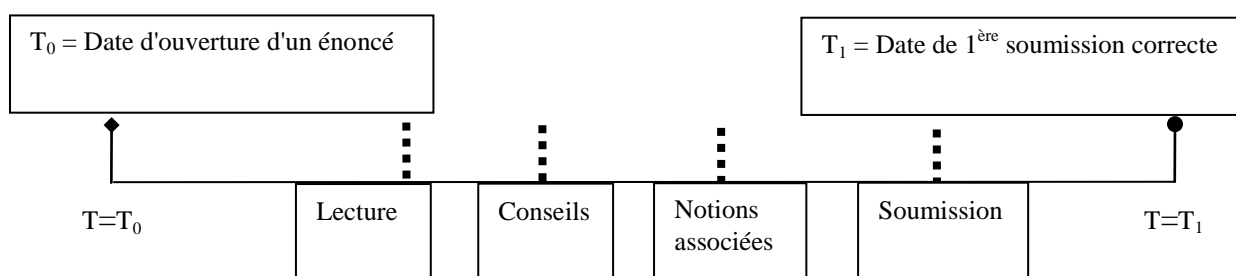 T₀ = Date d'ouverture d'un énoncé
T₁ = Date de 1ère soumission correcte
Lecture
Conseils
Notions
associées
Soumission
T=T₀
T=T₁